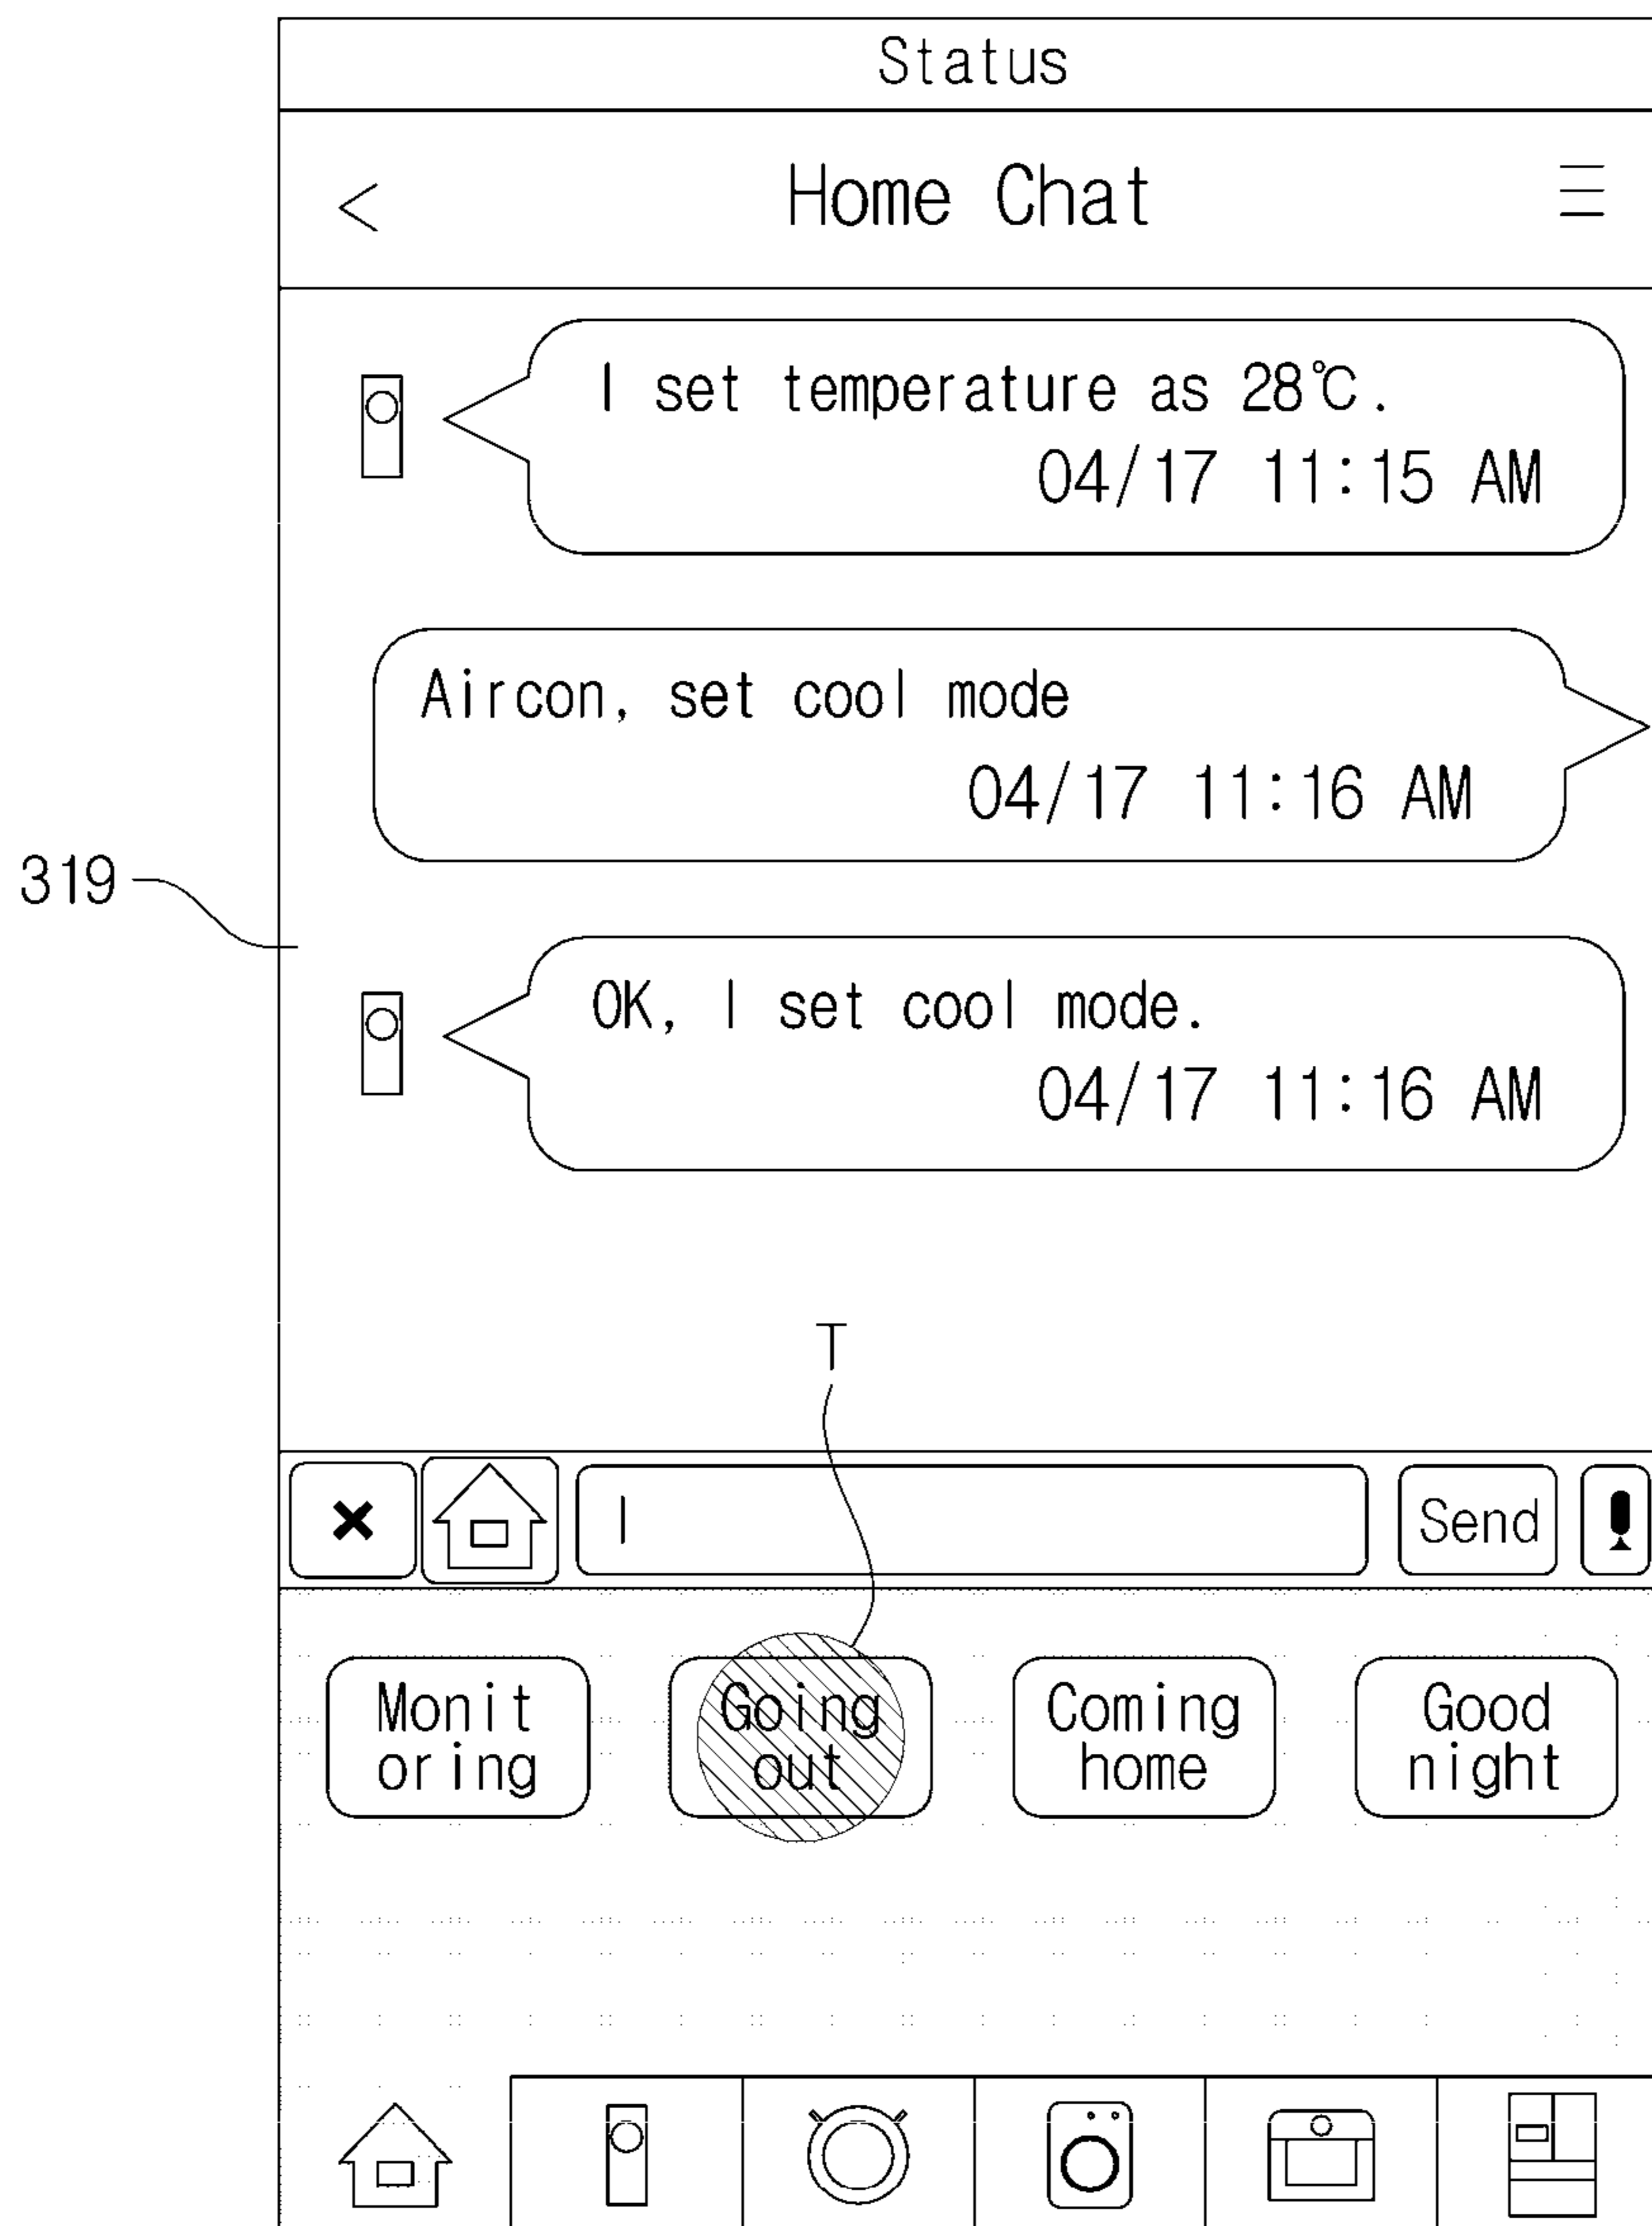 Status
< Home Chat
I set temperature as 28℃.
04/17 11:15 AM
Aircon, set cool mode
04/17 11:16 AM
319
OK, I set cool mode.
04/17 11:16 AM
T
Send
Monit
oring
Going
out
Coming
home
Good
night